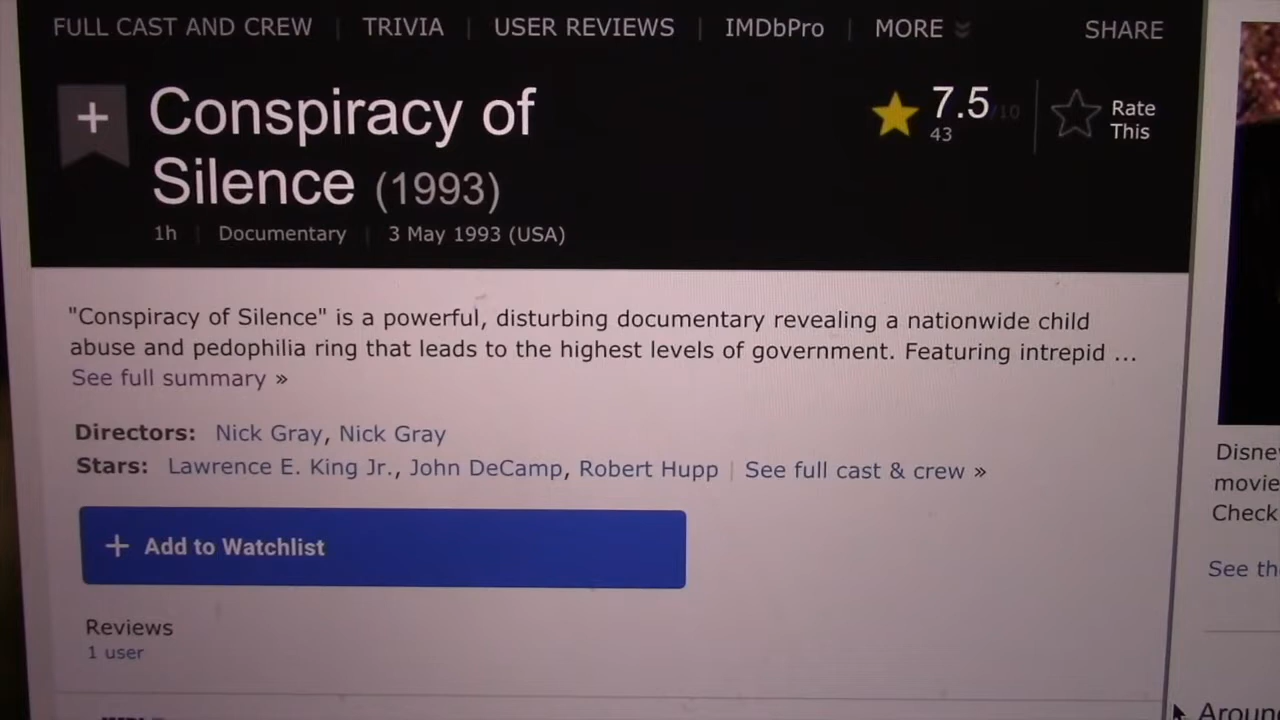 FULL CAST AND CREW | TRIVIA | USER REVIEWS | IMDbPro | MORE SHARE
+ Conspiracy of
Silence (1993)
7.5/10
43
Rate
This
1h | Documentary | 3 May 1993 (USA)
"Conspiracy of Silence" is a powerful, disturbing documentary revealing a nationwide child
abuse and pedophilia ring that leads to the highest levels of government. Featuring intrepid ...
See full summary »
Directors: Nick Gray, Nick Gray
Stars: Lawrence E. King Jr., John DeCamp, Robert Hupp | See full cast & crew »
+ Add to Watchlist
Reviews
1 user
Disne
movie
Check
See th
Aroun